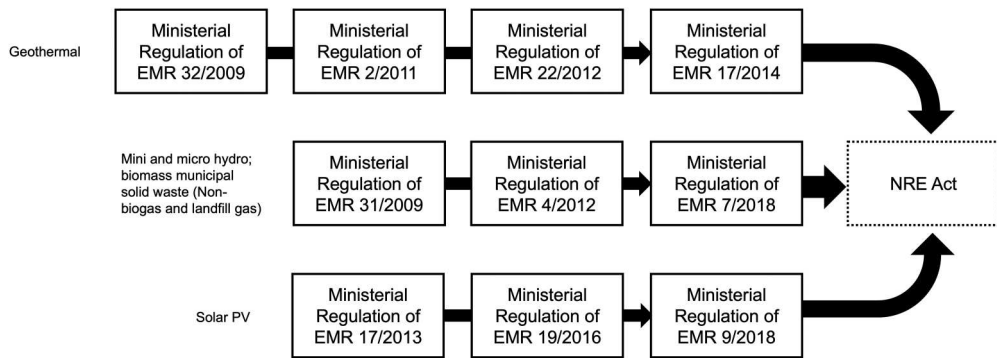 Geothermal
Ministerial
Regulation of
EMR 32/2009
Ministerial
Regulation of
EMR 2/2011
Ministerial
Regulation of
EMR 22/2012
Ministerial
Regulation of
EMR 17/2014
Mini and micro hydro;
biomass municipal
solid waste (Non-
biogas and landfill gas)
Ministerial
Regulation of
EMR 31/2009
Ministerial
Regulation of
EMR 4/2012
Ministerial
Regulation of
EMR 7/2018
NRE Act
Solar PV
Ministerial
Regulation of
EMR 17/2013
Ministerial
Regulation of
EMR 19/2016
Ministerial
Regulation of
EMR 9/2018